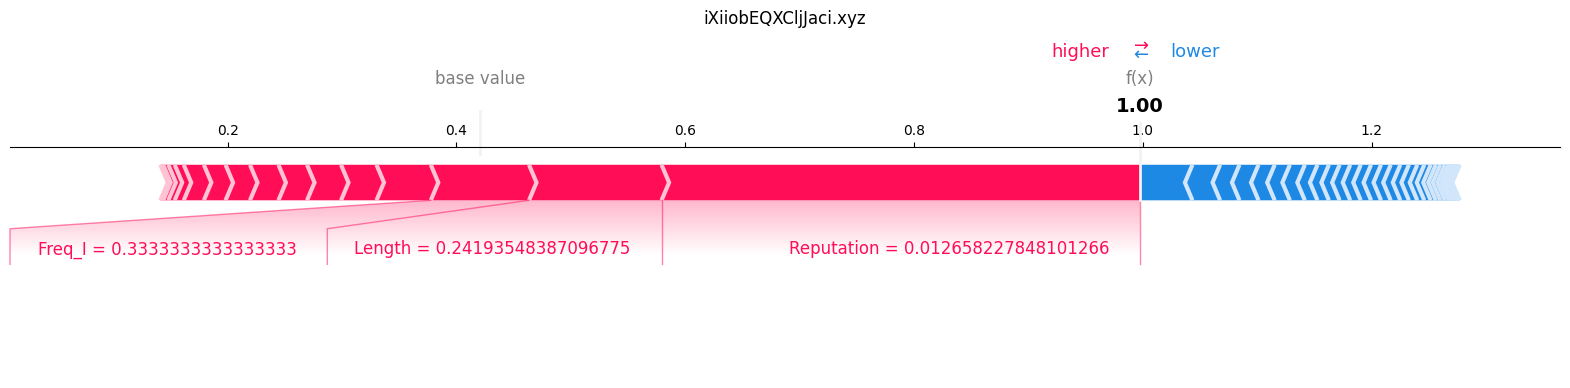 iXiiobEQXCljJaci.xyz
higher ⇄ lower
base value f(x)
1.00
0.2 0.4 0.6 0.8 1.0 1.2
Freq_I = 0.3333333333333333 Length = 0.24193548387096775 Reputation = 0.012658227848101266